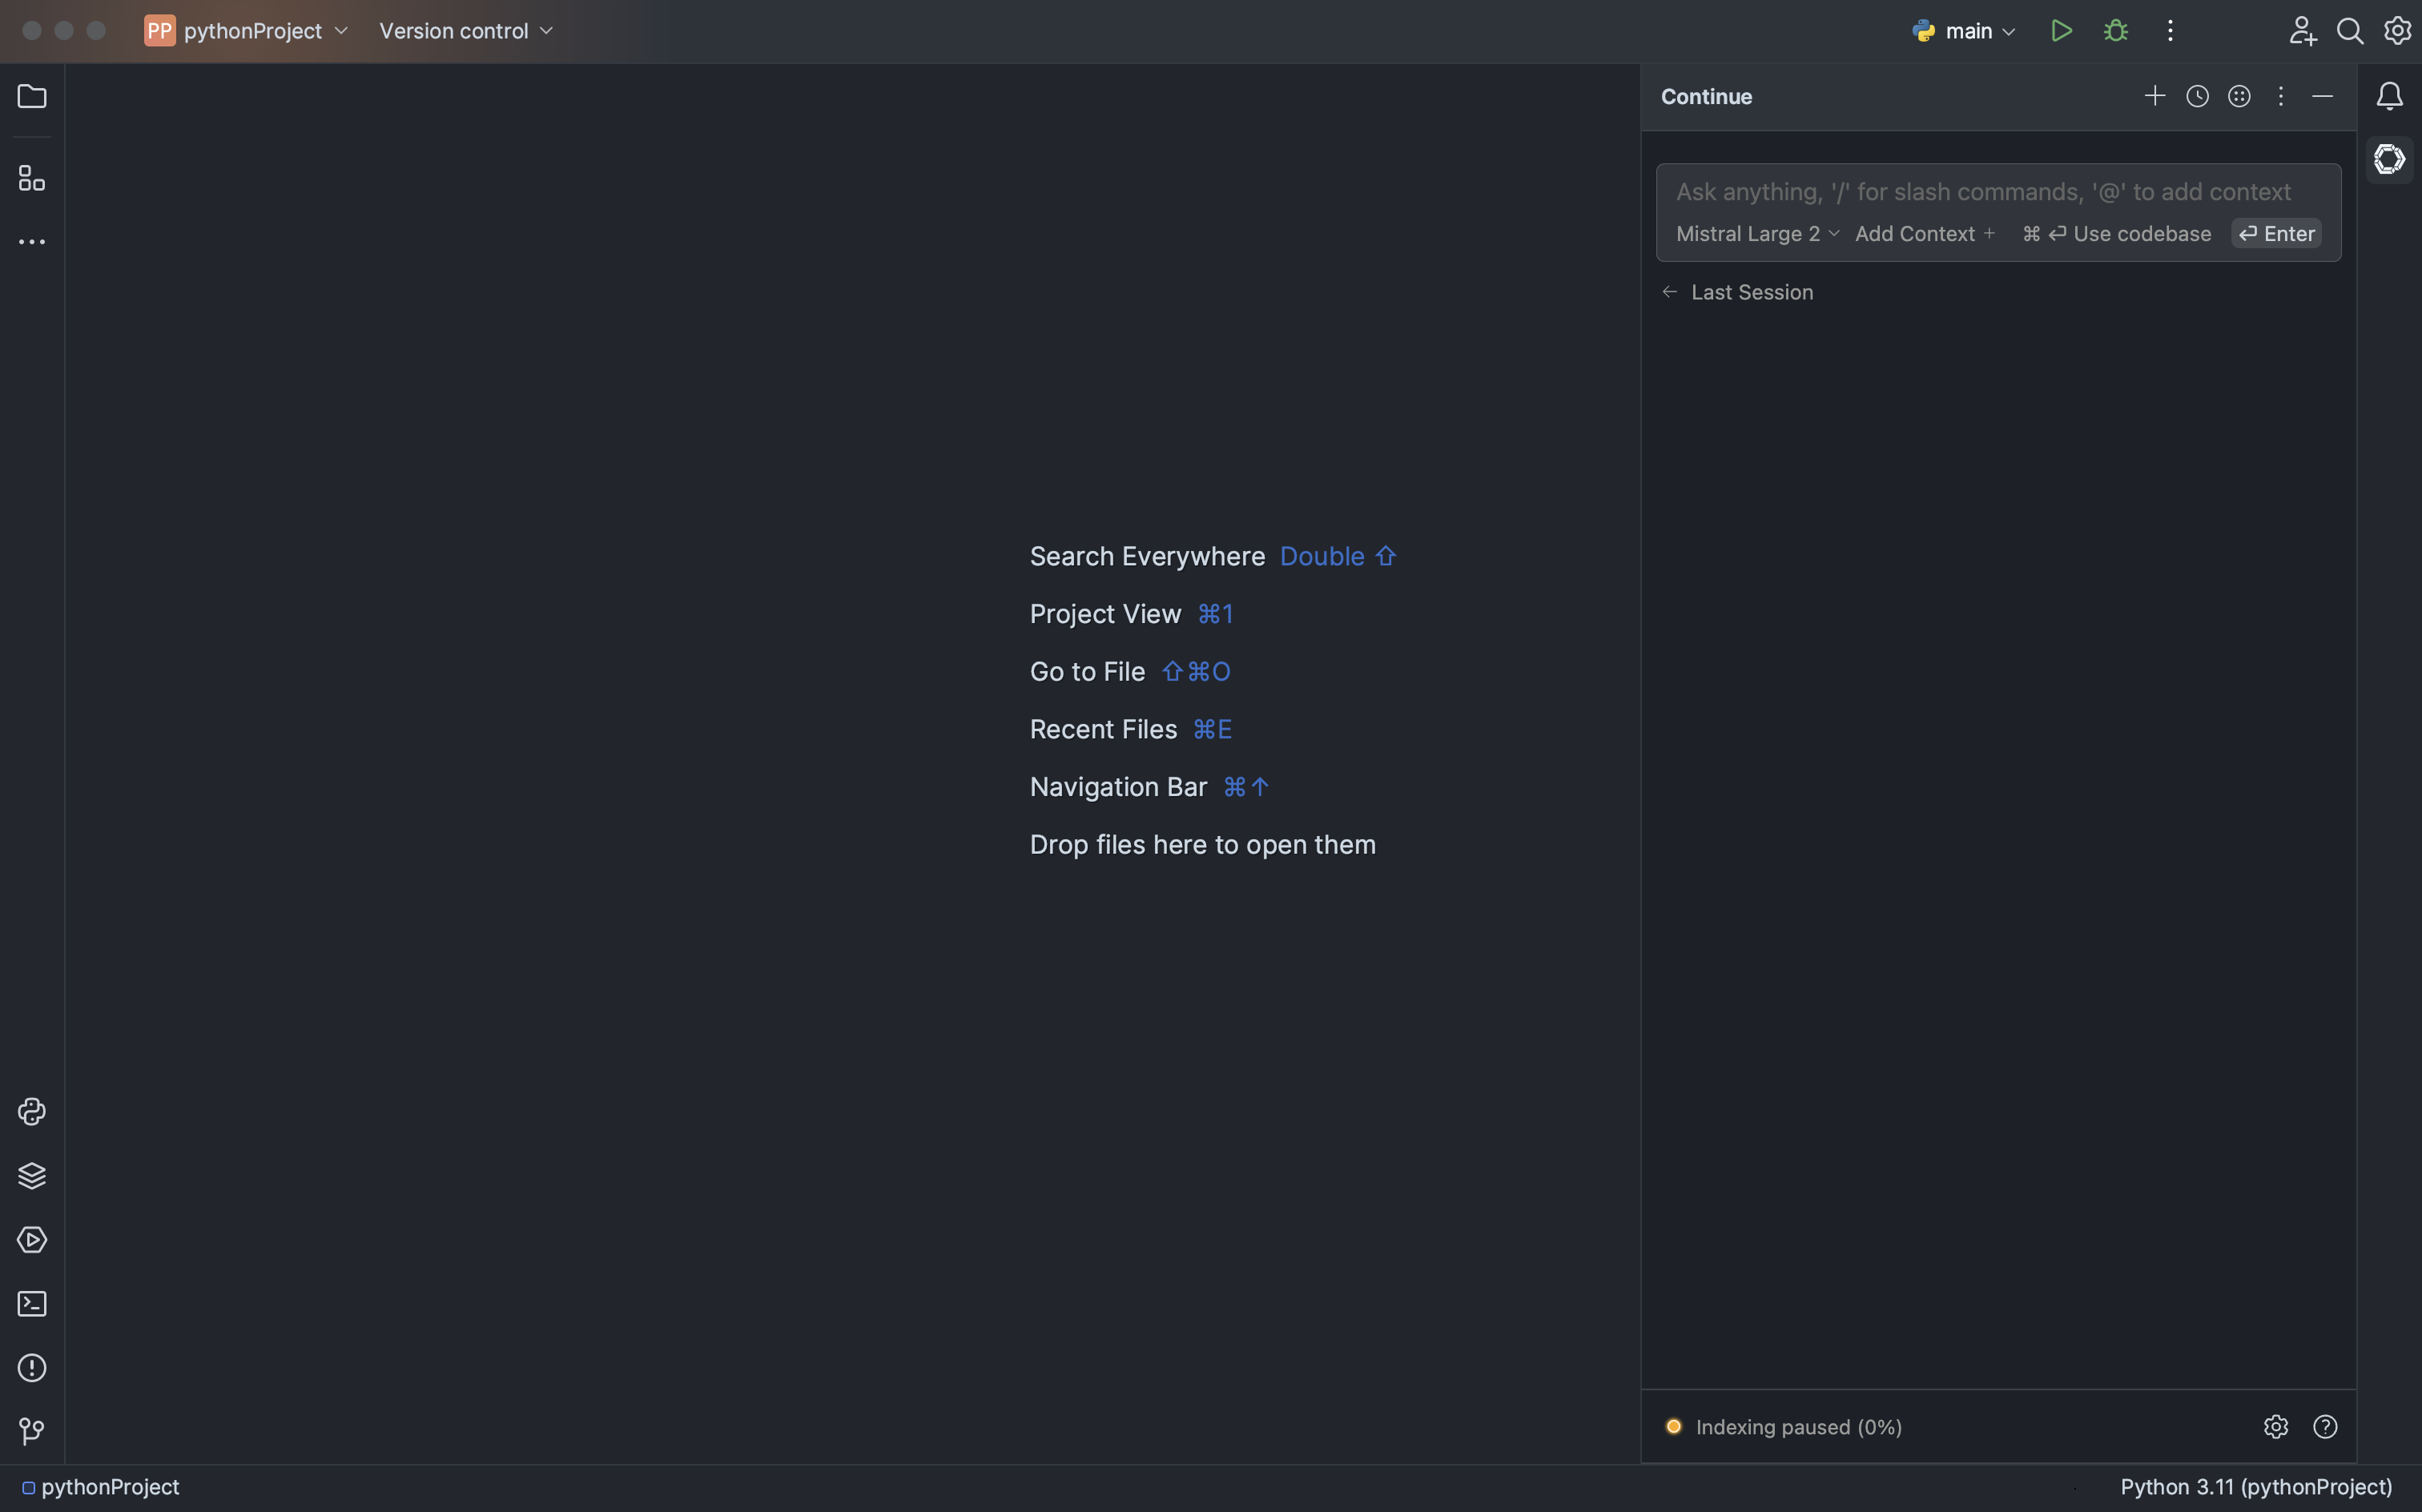 PP pythonProject Version control main
Continue
Ask anything, '/' for slash commands, '@' to add context
Mistral Large 2 Add Context + ⌘ ⏎ Use codebase ⏎ Enter
← Last Session
Search Everywhere Double ⇧
Project View ⌘1
Go to File ⇧⌘O
Recent Files ⌘E
Navigation Bar ⌘↑
Drop files here to open them
Indexing paused (0%)
pythonProject Python 3.11 (pythonProject)